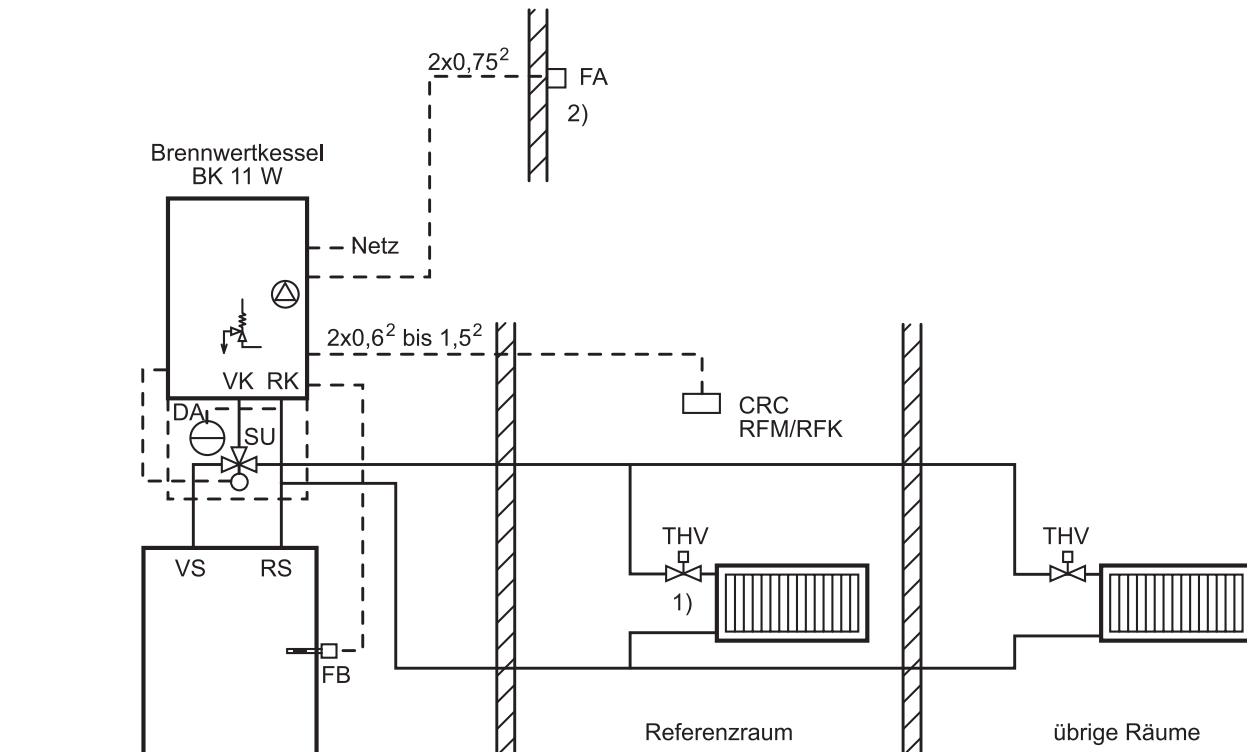 2x0,75²
FA
2)
Brennwertkessel
BK 11 W
Netz
2x0,6² bis 1,5²
VK RK
DA
SU
CRC
RFM/RFK
THV
THV
VS RS
1)
FB
Referenzraum
übrige Räume